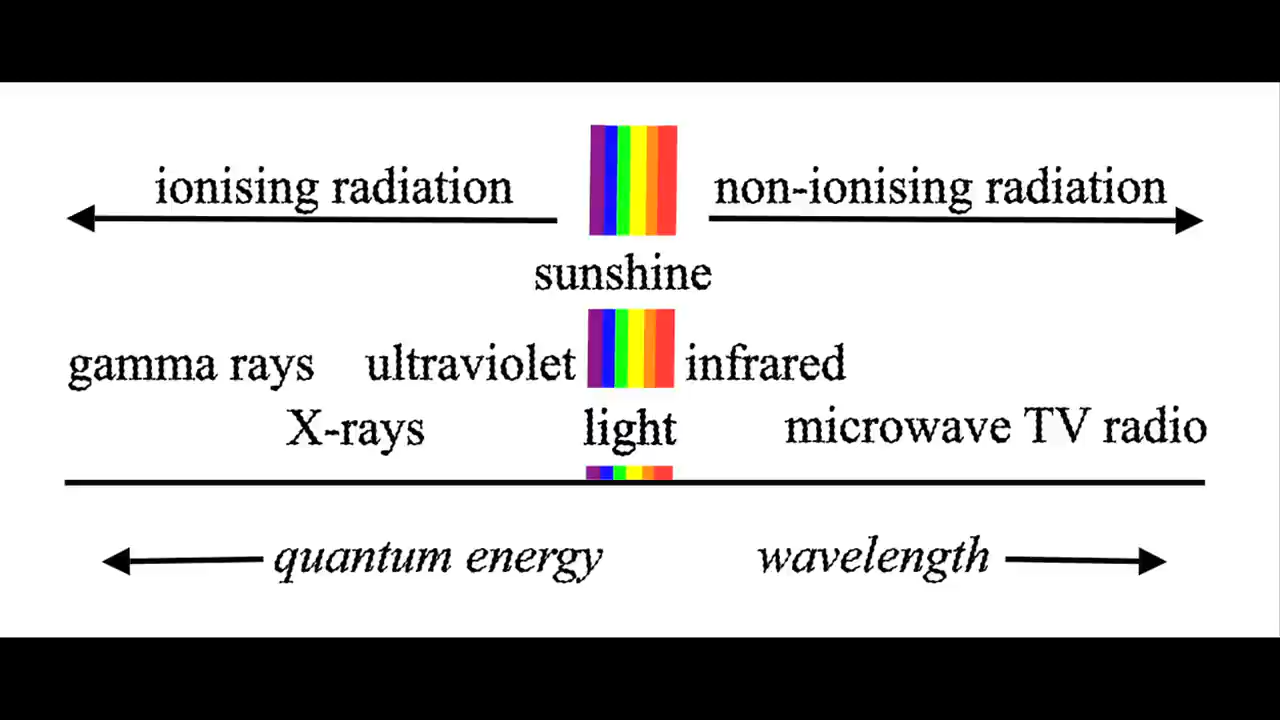 ionising radiation non-ionising radiation
sunshine
gamma rays ultraviolet infrared
X-rays light microwave TV radio
quantum energy wavelength